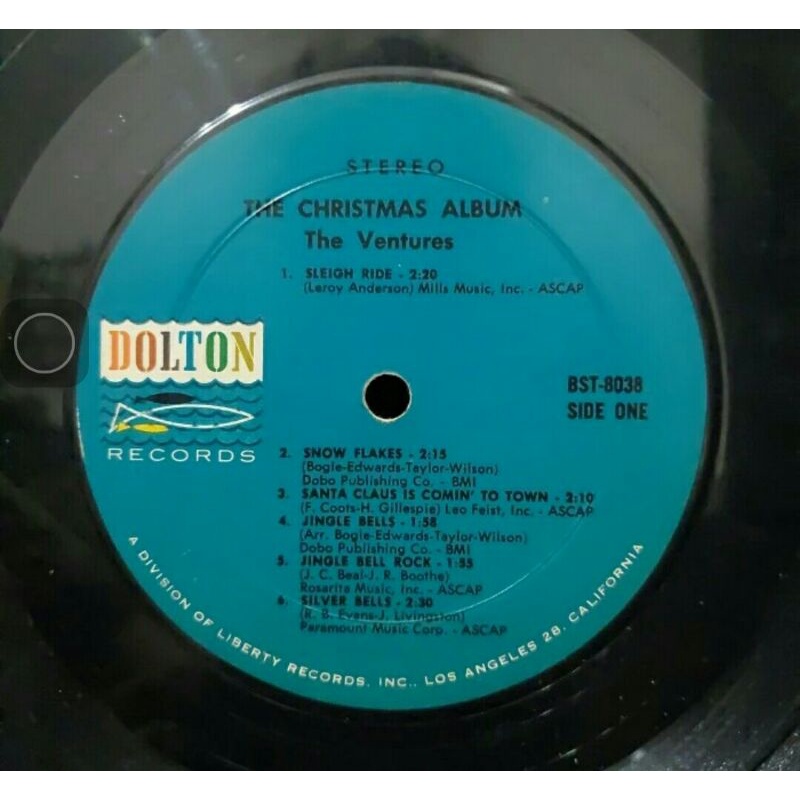 STEREO
THE CHRISTMAS ALBUM
The Ventures
1. SLEIGH RIDE - 2:20
(Leroy Anderson) Mills Music, Inc. - ASCAP
DOLTON
RECORDS
BST-8038
SIDE ONE
2. SNOW FLAKES - 2:15
(Bogle-Edwards-Taylor-Wilson)
Dobo Publishing Co. - BMI
3. SANTA CLAUS IS COMIN' TO TOWN - 2:10
(F. Coots-H. Gillespie) Leo Feist, Inc. - ASCAP
4. JINGLE BELLS - 1:58
(Arr. Bogle-Edwards-Taylor-Wilson)
Dobo Publishing Co. - BMI
5. JINGLE BELL ROCK - 1:55
(J. C. Beal-J. R. Boothe)
Rosarita Music, Inc. - ASCAP
6. SILVER BELLS - 2:30
(R. B. Evans-J. Livingston)
Paramount Music Corp. - ASCAP
A DIVISION OF LIBERTY RECORDS, INC., LOS ANGELES 28, CALIFORNIA